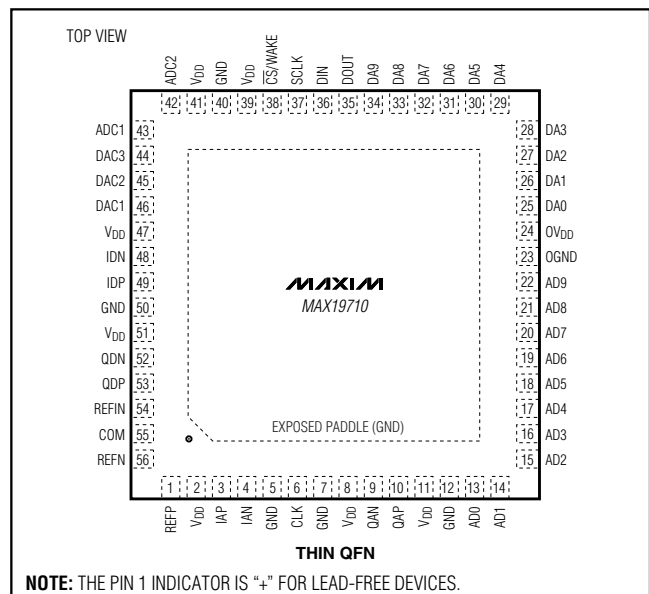 TOP VIEW
ADC2
VDD
GND
VDD
CS/WAKE
SCLK
DIN
DOUT
DA9
DA8
DA7
DA6
DA5
DA4
42 41 40 39 38 37 36 35 34 33 32 31 30 29
ADC1 43
DAC3 44
DAC2 45
DAC1 46
VDD 47
IDN 48
IDP 49
GND 50
VDD 51
QDN 52
QDP 53
REFIN 54
COM 55
REFN 56
MAXIM
MAX19710
EXPOSED PADDLE (GND)
28 DA3
27 DA2
26 DA1
25 DA0
24 OVDD
23 OGND
22 AD9
21 AD8
20 AD7
19 AD6
18 AD5
17 AD4
16 AD3
15 AD2
1 2 3 4 5 6 7 8 9 10 11 12 13 14
REFP
VDD
IAP
IAN
GND
CLK
GND
VDD
QAN
QAP
VDD
GND
AD0
AD1
THIN QFN
NOTE: THE PIN 1 INDICATOR IS “+” FOR LEAD-FREE DEVICES.